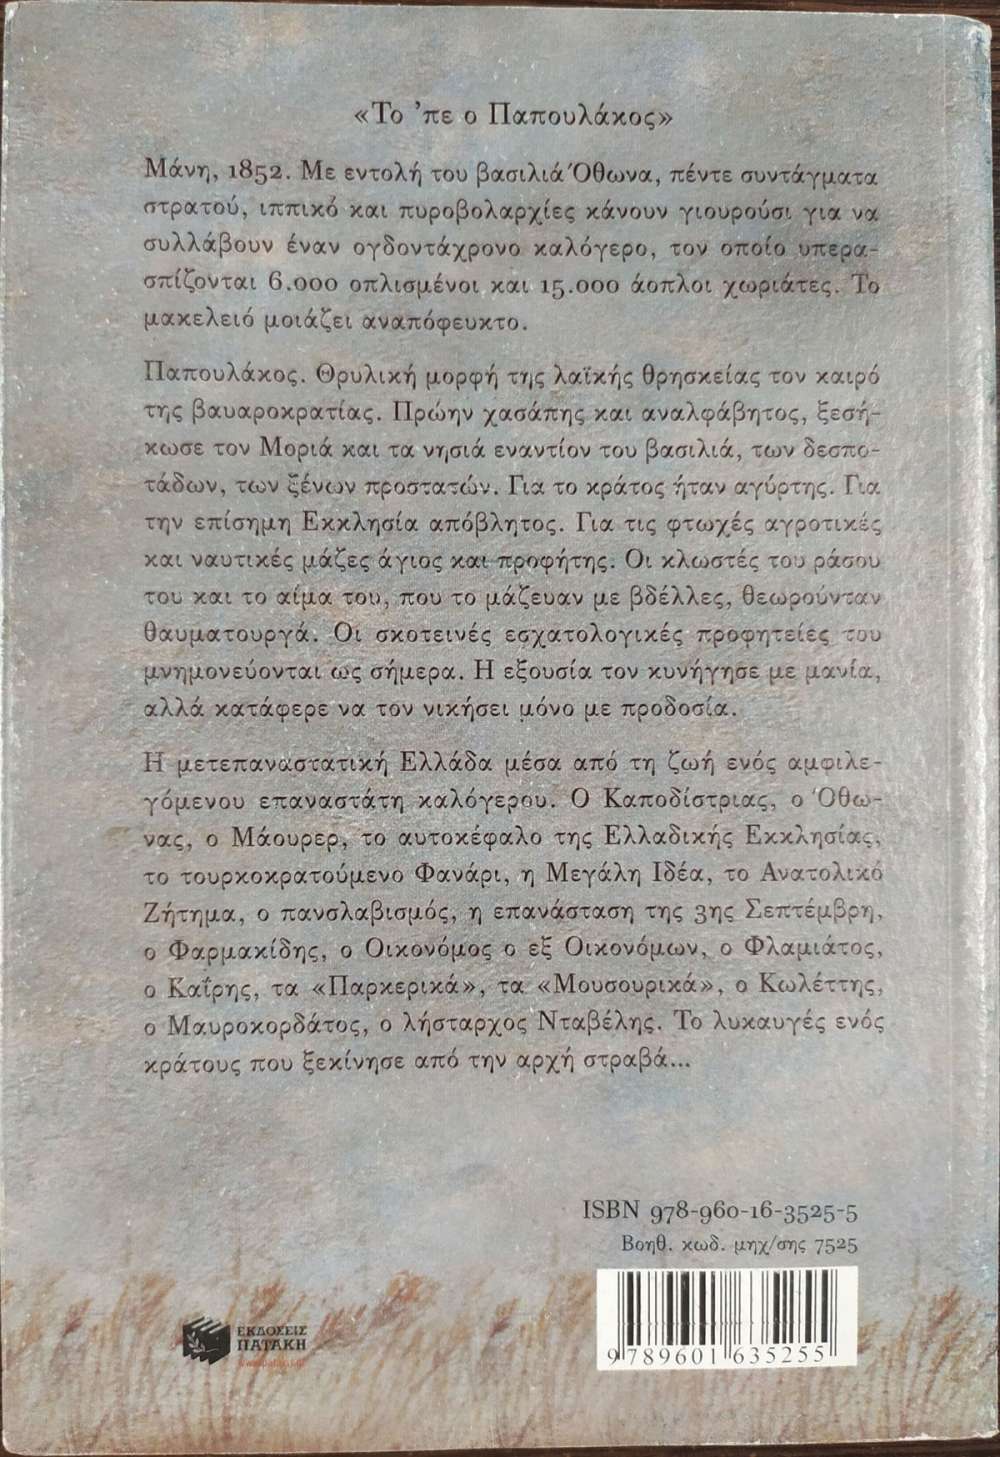 «Το ’πε ο Παπουλάκος»
Μάνη, 1852. Με εντολή του βασιλιά Όθωνα, πέντε συντάγματα
στρατού, ιππικό και πυροβολαρχίες κάνουν γιουρούσι για να
συλλάβουν έναν ογδοντάχρονο καλόγερο, τον οποίο υπερα-
σπίζονται 6.000 οπλισμένοι και 15.000 άοπλοι χωριάτες. Το
μακελειό μοιάζει αναπόφευκτο.
Παπουλάκος. Θρυλική μορφή της λαϊκής θρησκείας τον καιρό
της βαυαροκρατίας. Πρώην χασάπης και αναλφάβητος, ξεσή-
κωσε τον Μοριά και τα νησιά εναντίον του βασιλιά, των δεσπο-
τάδων, των ξένων προστατών. Για το κράτος ήταν αγύρτης. Για
την επίσημη Εκκλησία απόβλητος. Για τις φτωχές αγροτικές
και ναυτικές μάζες άγιος και προφήτης. Οι κλωστές του ράσου
του και το αίμα του, που το μάζευαν με βδέλλες, θεωρούνταν
θαυματουργά. Οι σκοτεινές εσχατολογικές προφητείες του
μνημονεύονται ως σήμερα. Η εξουσία τον κυνήγησε με μανία,
αλλά κατάφερε να τον νικήσει μόνο με προδοσία.
Η μετεπαναστατική Ελλάδα μέσα από τη ζωή ενός αμφιλε-
γόμενου επαναστάτη καλόγερου. Ο Καποδίστριας, ο Όθω-
νας, ο Μάουρερ, το αυτοκέφαλο της Ελλαδικής Εκκλησίας,
το τουρκοκρατούμενο Φανάρι, η Μεγάλη Ιδέα, το Ανατολικό
Ζήτημα, ο πανσλαβισμός, η επανάσταση της 3ης Σεπτέμβρη,
ο Φαρμακίδης, ο Οικονόμος ο εξ Οικονόμων, ο Φλαμιάτος,
ο Καΐρης, τα «Παρκερικά», τα «Μουσουρικά», ο Κωλέττης,
ο Μαυροκορδάτος, ο λήσταρχος Νταβέλης. Το λυκαυγές ενός
κράτους που ξεκίνησε από την αρχή στραβά...
ISBN 978-960-16-3525-5
Βοηθ. κωδ. μηχ/σης 7525
ΕΚΔΟΣΕΙΣ
ΠΑΤΑΚΗ
9 789601 635255